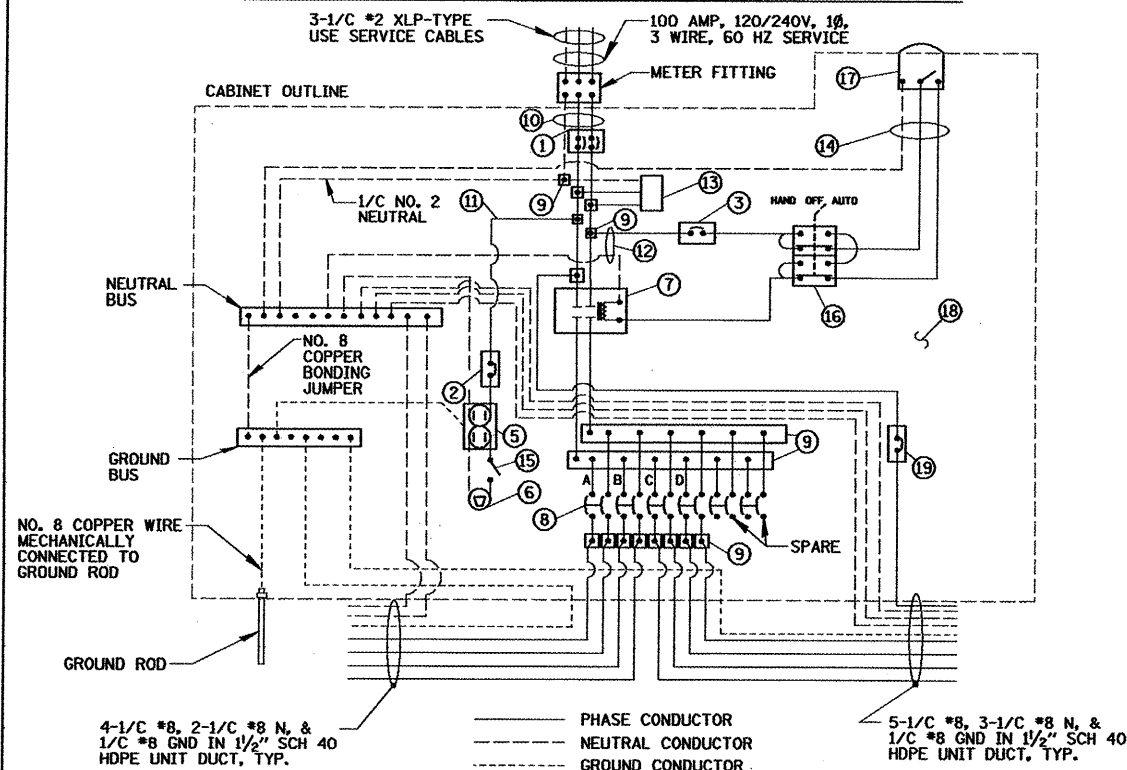 3-1/C #2 XLP-TYPE
USE SERVICE CABLES
100 AMP, 120/240V, 1Ø,
3 WIRE, 60 HZ SERVICE
METER FITTING
CABINET OUTLINE
17
10
1
14
13
1/C NO. 2
NEUTRAL
9
11
9
3
HAND OFF AUTO
12
7
16
18
NEUTRAL
BUS
NO. 8
COPPER
BONDING
JUMPER
2
5
9
19
GROUND
BUS
15
A B C D
6
8
NO. 8 COPPER WIRE
MECHANICALLY
CONNECTED TO
GROUND ROD
9
SPARE
GROUND ROD
4-1/C #8, 2-1/C #8 N, &
1/C #8 GND IN 1½" SCH 40
HDPE UNIT DUCT, TYP.
PHASE CONDUCTOR
NEUTRAL CONDUCTOR
GROUND CONDUCTOR
5-1/C #8, 3-1/C #8 N, &
1/C #8 GND IN 1½" SCH 40
HDPE UNIT DUCT, TYP.